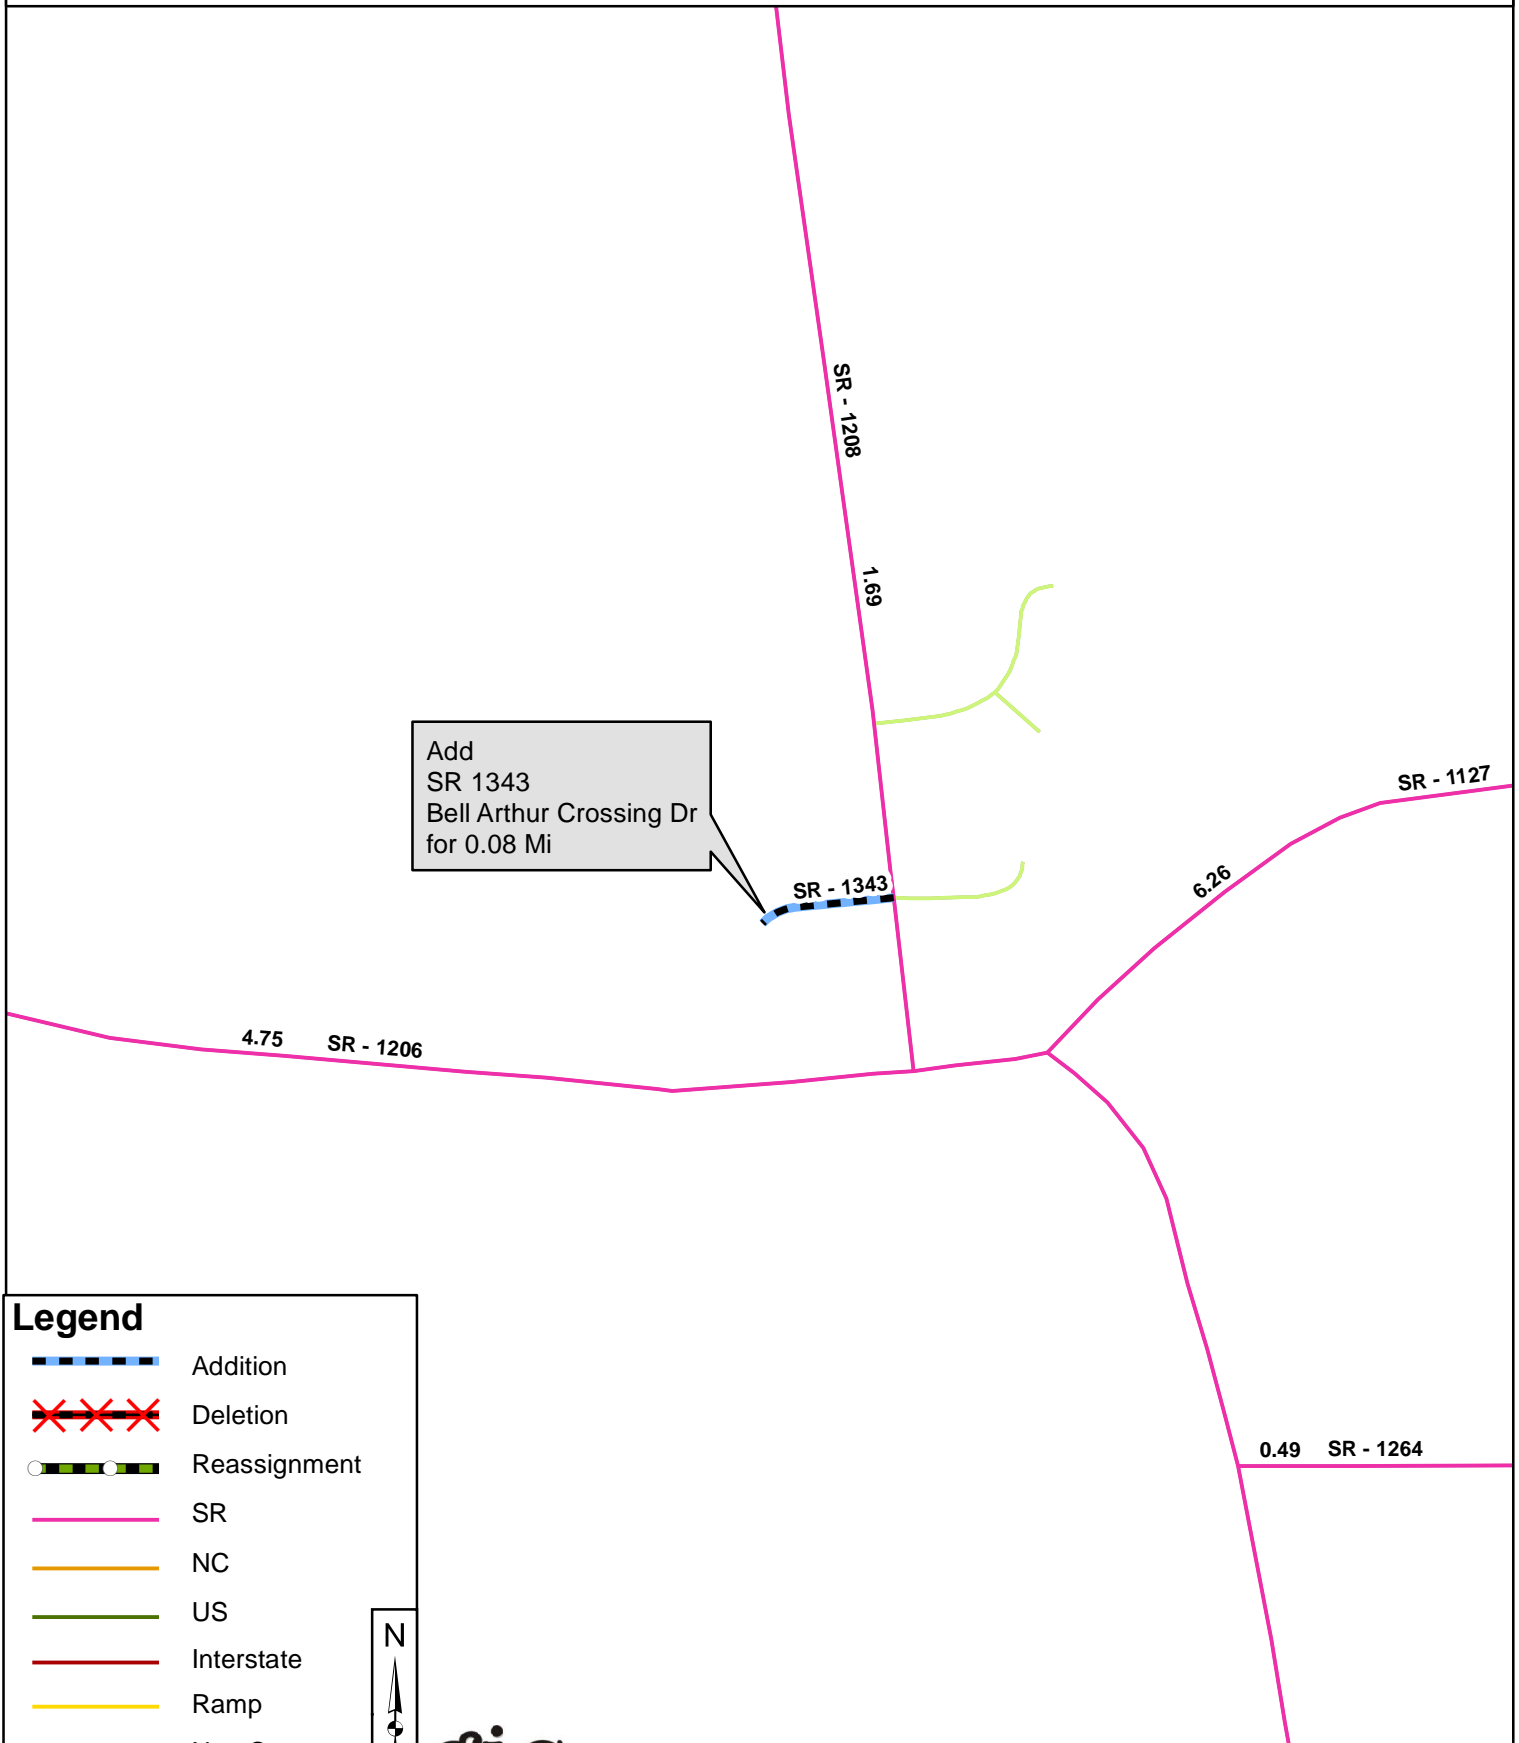 SR - 1208
1.69
Add
SR 1343
Bell Arthur Crossing Dr
for 0.08 Mi
SR - 1127
6.26
SR - 1343
4.75 SR - 1206
0.49 SR - 1264
Legend
Addition
Deletion
Reassignment
SR
NC
US
Interstate
Ramp
N